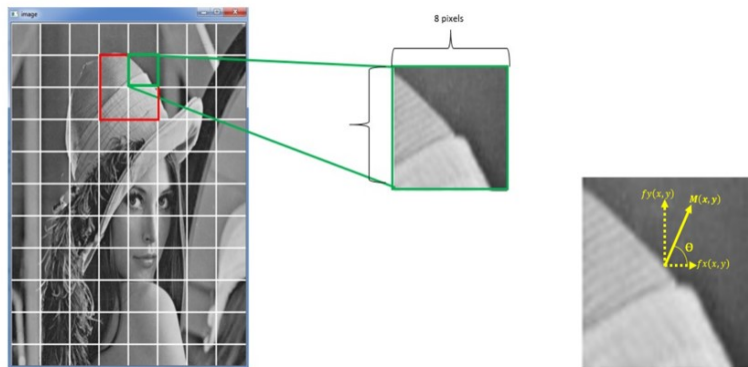 image
8 pixels
fy(x, y)
M(x, y)
Θ
fx(x, y)